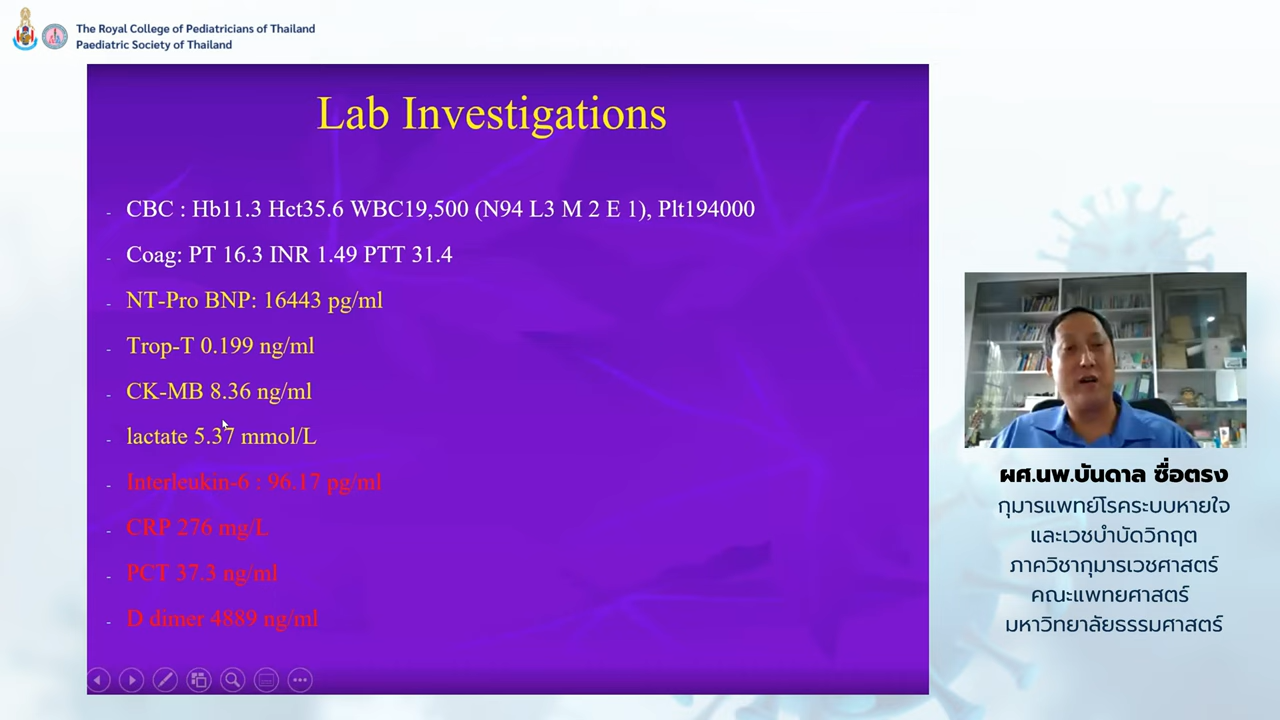 The Royal College of Pediatricians of Thailand
Paediatric Society of Thailand
Lab Investigations
- CBC : Hb11.3 Hct35.6 WBC19,500 (N94 L3 M 2 E 1), Plt194000
- Coag: PT 16.3 INR 1.49 PTT 31.4
- NT-Pro BNP: 16443 pg/ml
- Trop-T 0.199 ng/ml
- CK-MB 8.36 ng/ml
- lactate 5.37 mmol/L
- Interleukin-6 : 96.17 pg/ml
- CRP 276 mg/L
- PCT 37.3 ng/ml
- D dimer 4889 ng/ml
ผศ.นพ.บันดาล ซื่อตรง
กุมารแพทย์โรคระบบหายใจ
และเวชบำบัดวิกฤต
ภาควิชากุมารเวชศาสตร์
คณะแพทยศาสตร์
มหาวิทยาลัยธรรมศาสตร์